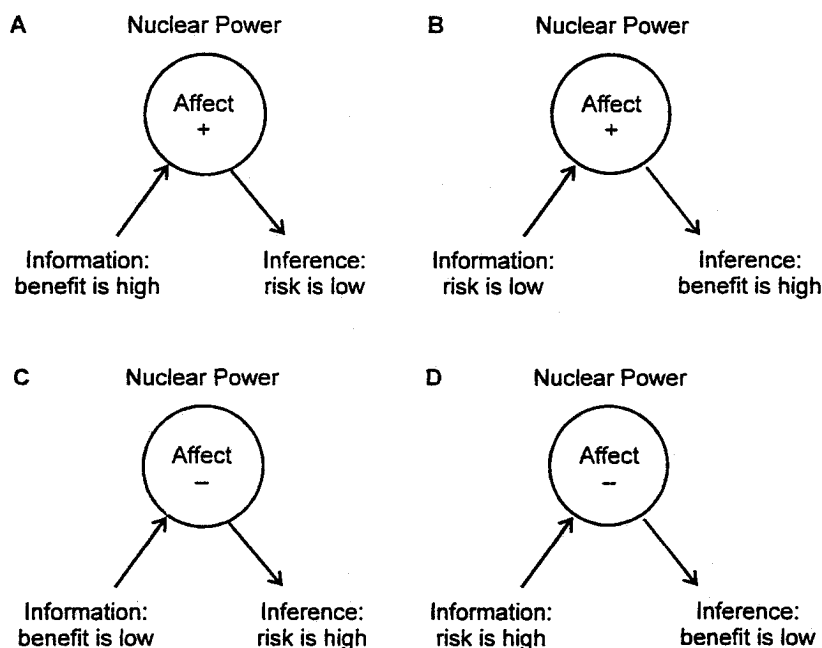 A Nuclear Power
Affect
+
Information:
benefit is high
Inference:
risk is low
B Nuclear Power
Affect
+
Information:
risk is low
Inference:
benefit is high
C Nuclear Power
Affect
–
Information:
benefit is low
Inference:
risk is high
D Nuclear Power
Affect
–
Information:
risk is high
Inference:
benefit is low